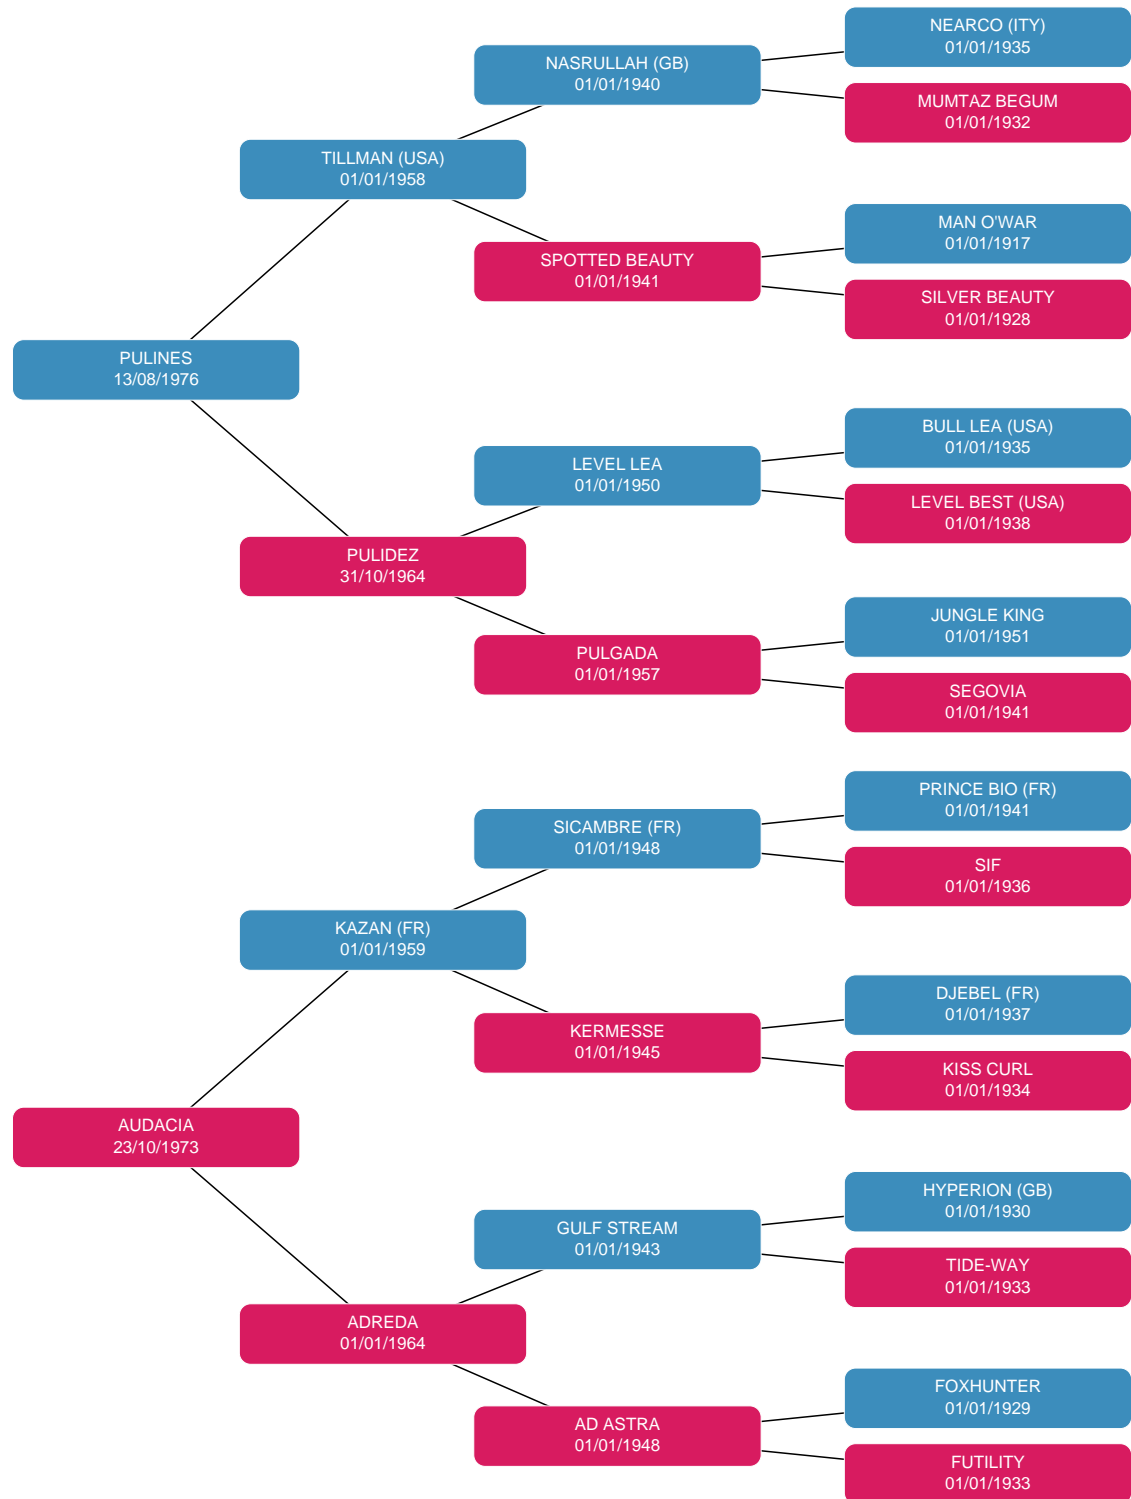 NEARCO (ITY)
01/01/1935
NASRULLAH (GB)
01/01/1940
MUMTAZ BEGUM
01/01/1932
TILLMAN (USA)
01/01/1958
MAN O'WAR
01/01/1917
SPOTTED BEAUTY
01/01/1941
SILVER BEAUTY
01/01/1928
PULINES
13/08/1976
BULL LEA (USA)
01/01/1935
LEVEL LEA
01/01/1950
LEVEL BEST (USA)
01/01/1938
PULIDEZ
31/10/1964
JUNGLE KING
01/01/1951
PULGADA
01/01/1957
SEGOVIA
01/01/1941
PRINCE BIO (FR)
01/01/1941
SICAMBRE (FR)
01/01/1948
SIF
01/01/1936
KAZAN (FR)
01/01/1959
DJEBEL (FR)
01/01/1937
KERMESSE
01/01/1945
KISS CURL
01/01/1934
AUDACIA
23/10/1973
HYPERION (GB)
01/01/1930
GULF STREAM
01/01/1943
TIDE-WAY
01/01/1933
ADREDA
01/01/1964
FOXHUNTER
01/01/1929
AD ASTRA
01/01/1948
FUTILITY
01/01/1933